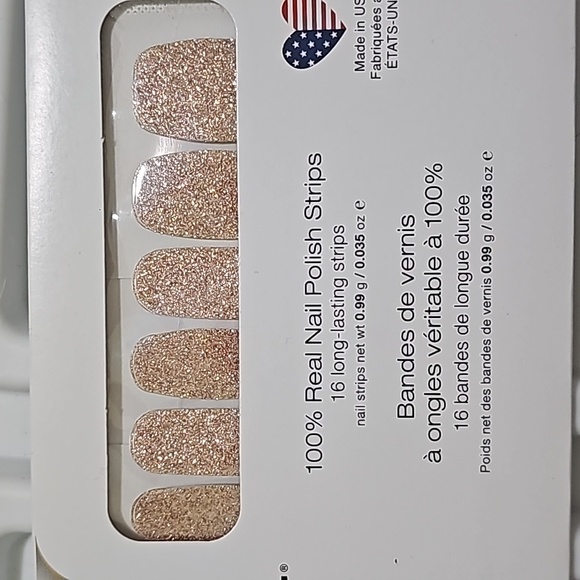 100% Real Nail Polish Strips
16 long-lasting strips
nail strips net wt 0.99 g / 0.035 oz e
Made in US
Fabriquées a
ÉTATS-UN
Bandes de vernis
à ongles véritable à 100%
16 bandes de longue durée
Poids net des bandes de vernis 0.99 g / 0.035 oz e
®